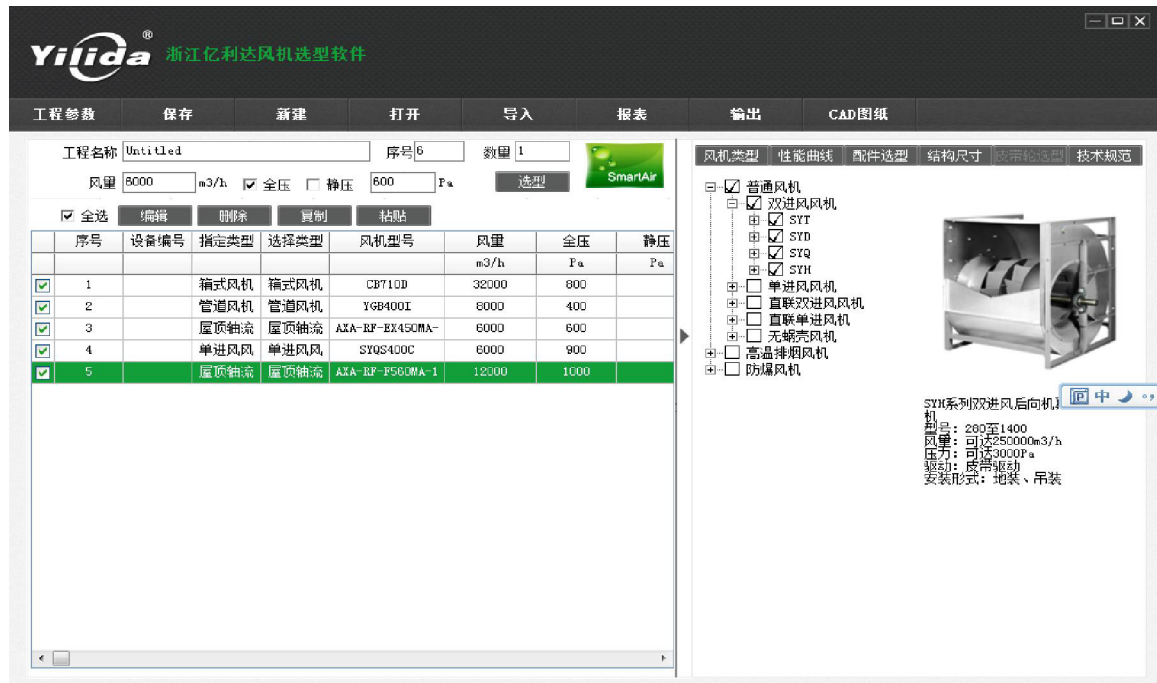 Yilida® 浙江亿利达风机选型软件
工程参数 保存 新建 打开 导入 报表 输出 CAD图纸
工程名称 Untitled 序号 6 数量 1
风量 8000 m3/h 全压 静压 600 Pa 选型 SmartAir
全选 编辑 删除 复制 粘贴
序号 设备编号 指定类型 选择类型 风机型号 风量 全压 静压
m3/h Pa Pa
1 箱式风机 箱式风机 CB710D 32000 800
2 管道风机 管道风机 YGB400I 8000 400
3 屋顶轴流 屋顶轴流 AXA-RF-EX450MA- 6000 600
4 单进风风 单进风风 SYQS400C 6000 900
5 屋顶轴流 屋顶轴流 AXA-RF-F560MA-1 12000 1000
风机类型 性能曲线 配件选型 结构尺寸 皮带轮选型 技术规范
普通风机
双进风风机
SYT
SYD
SYQ
SYH
单进风风机
直联双进风风机
直联单进风机
无蜗壳风机
高温排烟风机
防爆风机
中
SYH系列双进风后向机
机
型号：280至1400
风量：可达250000m3/h
压力：可达3000Pa
驱动：皮带驱动
安装形式：地装、吊装